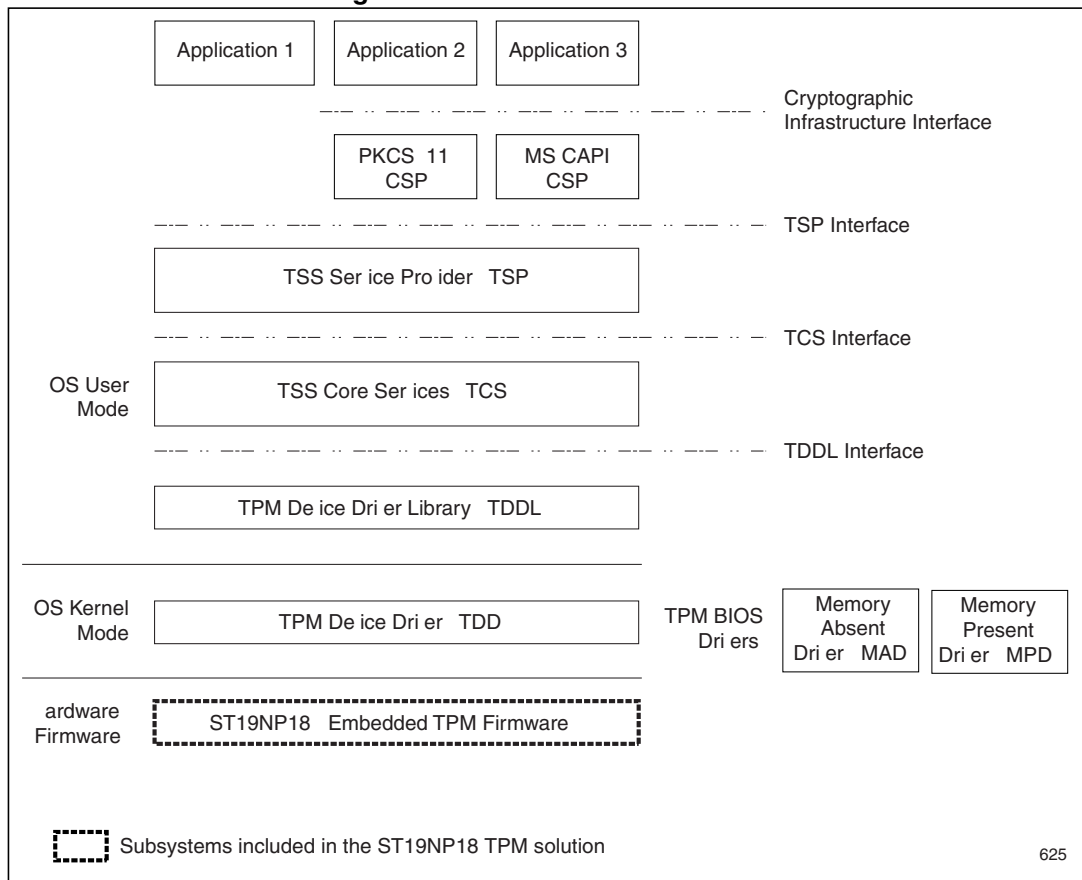 Application 1
Application 2
Application 3
Cryptographic
Infrastructure Interface
PKCS 11
CSP
MS CAPI
CSP
TSP Interface
TSS Ser ice Pro ider TSP
TCS Interface
OS User
Mode
TSS Core Ser ices TCS
TDDL Interface
TPM De ice Dri er Library TDDL
OS Kernel
Mode
TPM De ice Dri er TDD
TPM BIOS
Dri ers
Memory
Absent
Dri er MAD
Memory
Present
Dri er MPD
ardware
Firmware
ST19NP18 Embedded TPM Firmware
Subsystems included in the ST19NP18 TPM solution
625